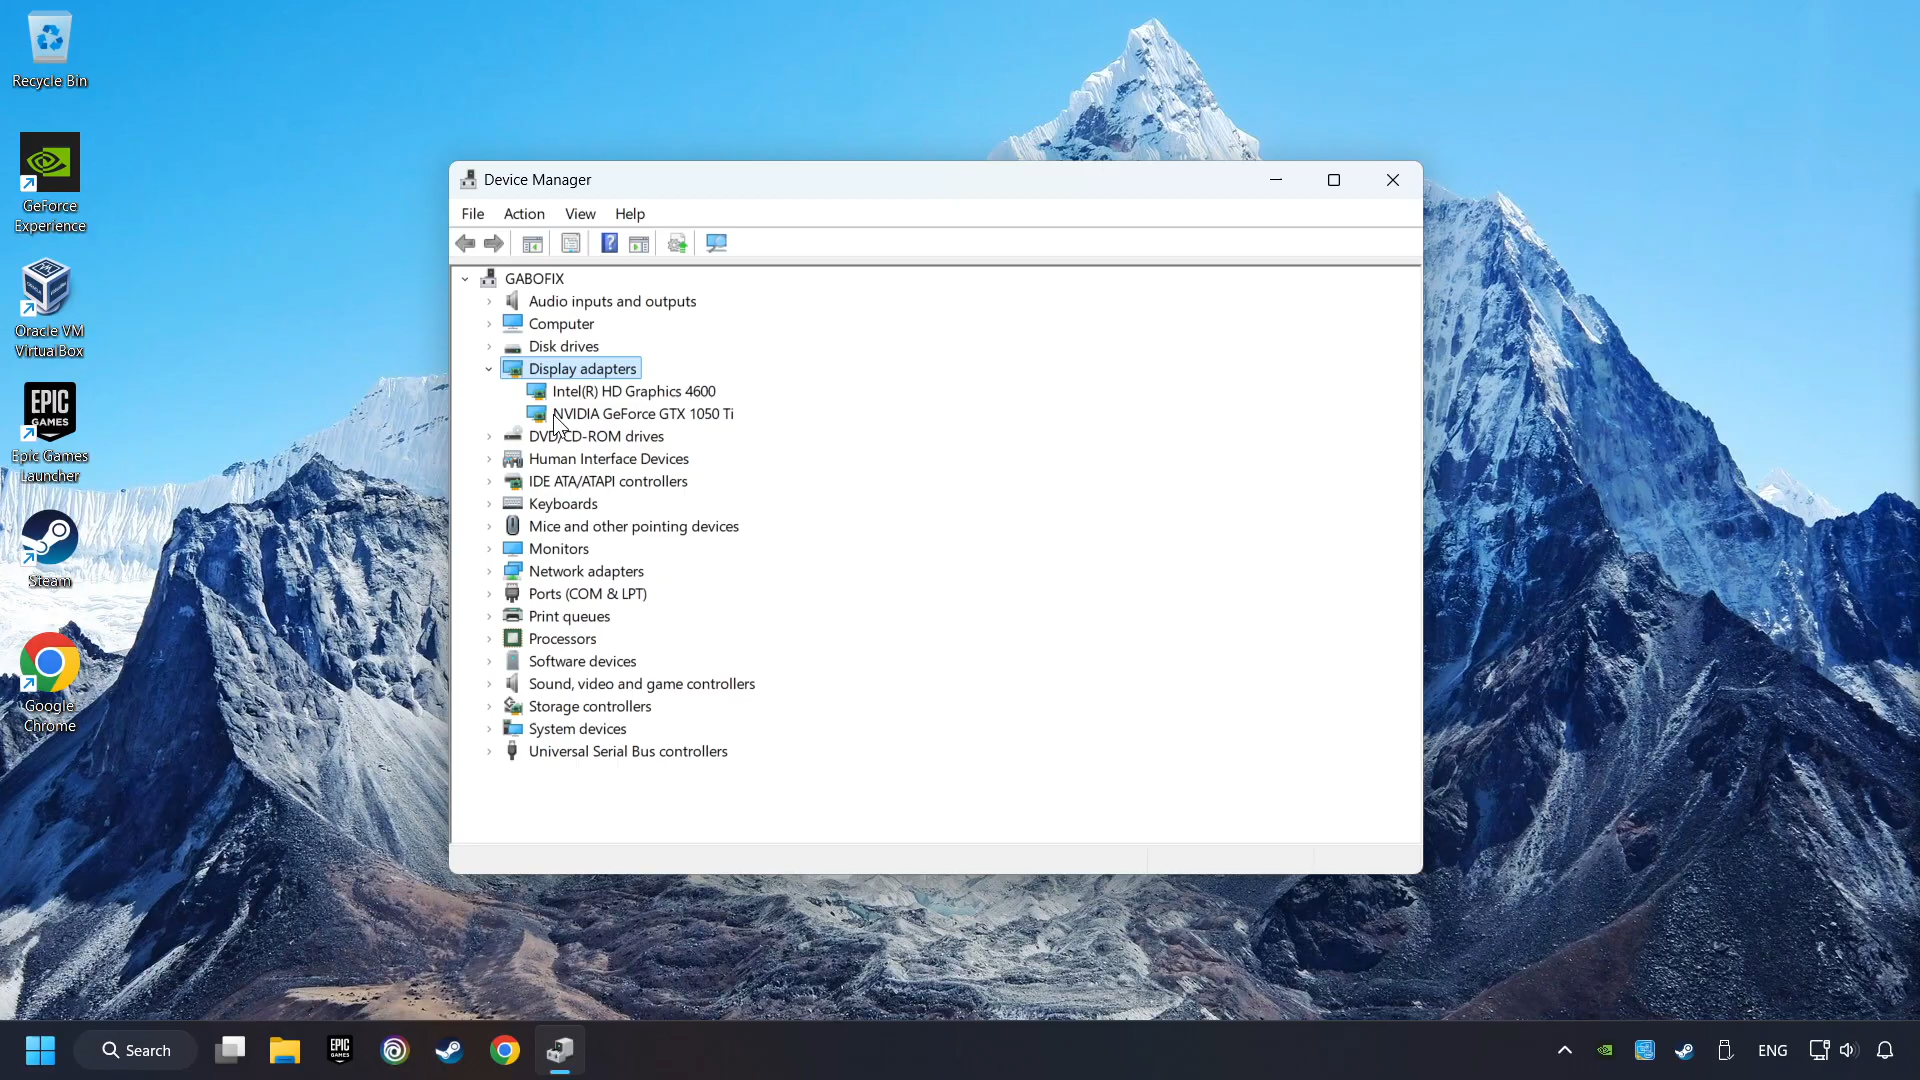 Recycle Bin
GeForce
Experience
Oracle VM
VirtualBox
EPIC
GAMES
Epic Games
Launcher
Steam
Google
Chrome
Device Manager
File Action View Help
GABOFIX
Audio inputs and outputs
Computer
Disk drives
Display adapters
Intel(R) HD Graphics 4600
NVIDIA GeForce GTX 1050 Ti
DVD/CD-ROM drives
Human Interface Devices
IDE ATA/ATAPI controllers
Keyboards
Mice and other pointing devices
Monitors
Network adapters
Ports (COM & LPT)
Print queues
Processors
Software devices
Sound, video and game controllers
Storage controllers
System devices
Universal Serial Bus controllers
Search
EPIC
GAMES
ENG